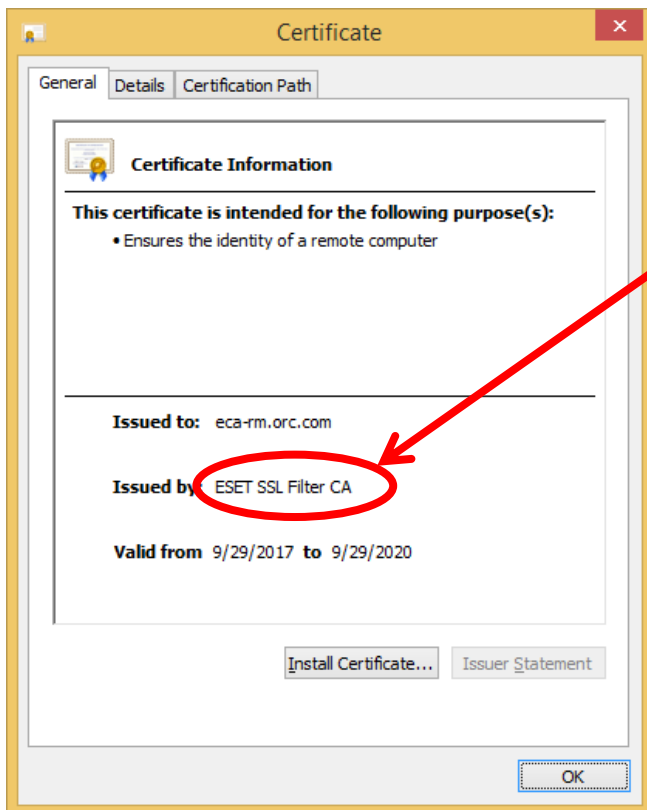 Certificate
General Details Certification Path
Certificate Information
This certificate is intended for the following purpose(s):
• Ensures the identity of a remote computer
Issued to: eca-rm.orc.com
Issued by: ESET SSL Filter CA
Valid from 9/29/2017 to 9/29/2020
Install Certificate... Issuer Statement
OK